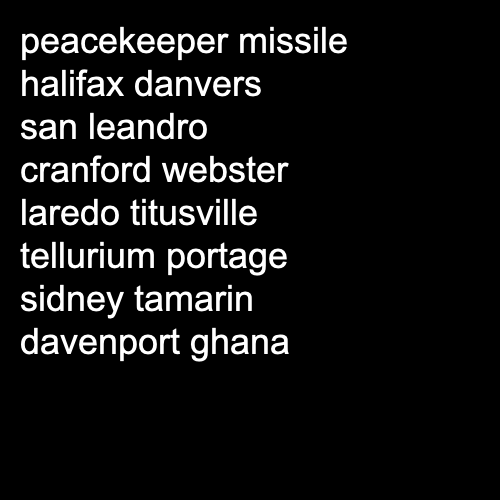 peacekeeper missile
halifax danvers
san leandro
cranford webster
laredo titusville
tellurium portage
sidney tamarin
davenport ghana